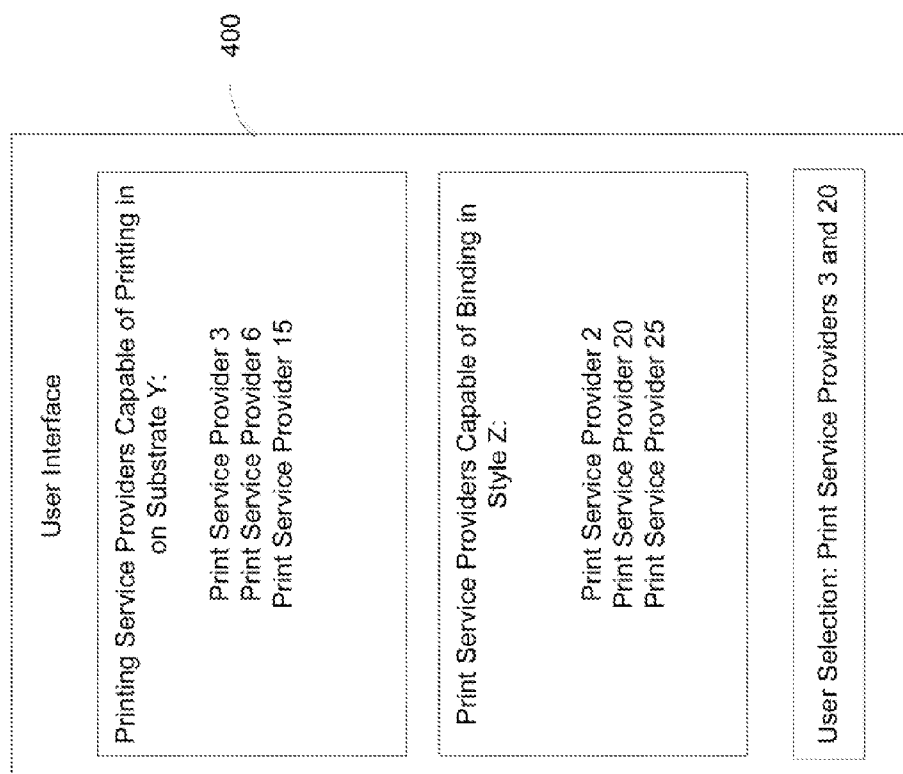 400
User Interface
Printing Service Providers Capable of Printing in
on Substrate Y:
Print Service Provider 3
Print Service Provider 6
Print Service Provider 15
Print Service Providers Capable of Binding in
Style Z:
Print Service Provider 2
Print Service Provider 20
Print Service Provider 25
User Selection: Print Service Providers 3 and 20